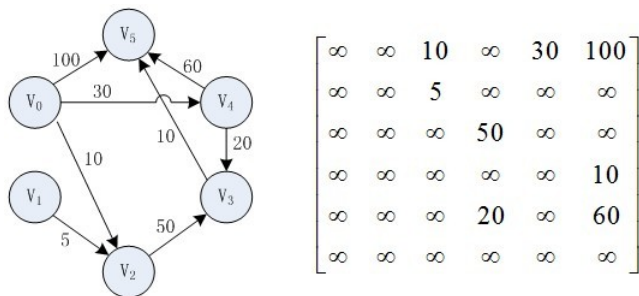 V5
100
60
V0
30
V4
10
10
20
V1
V3
5
50
V2
∞ ∞ 10 ∞ 30 100
∞ ∞ 5 ∞ ∞ ∞
∞ ∞ ∞ 50 ∞ ∞
∞ ∞ ∞ ∞ ∞ 10
∞ ∞ ∞ 20 ∞ 60
∞ ∞ ∞ ∞ ∞ ∞